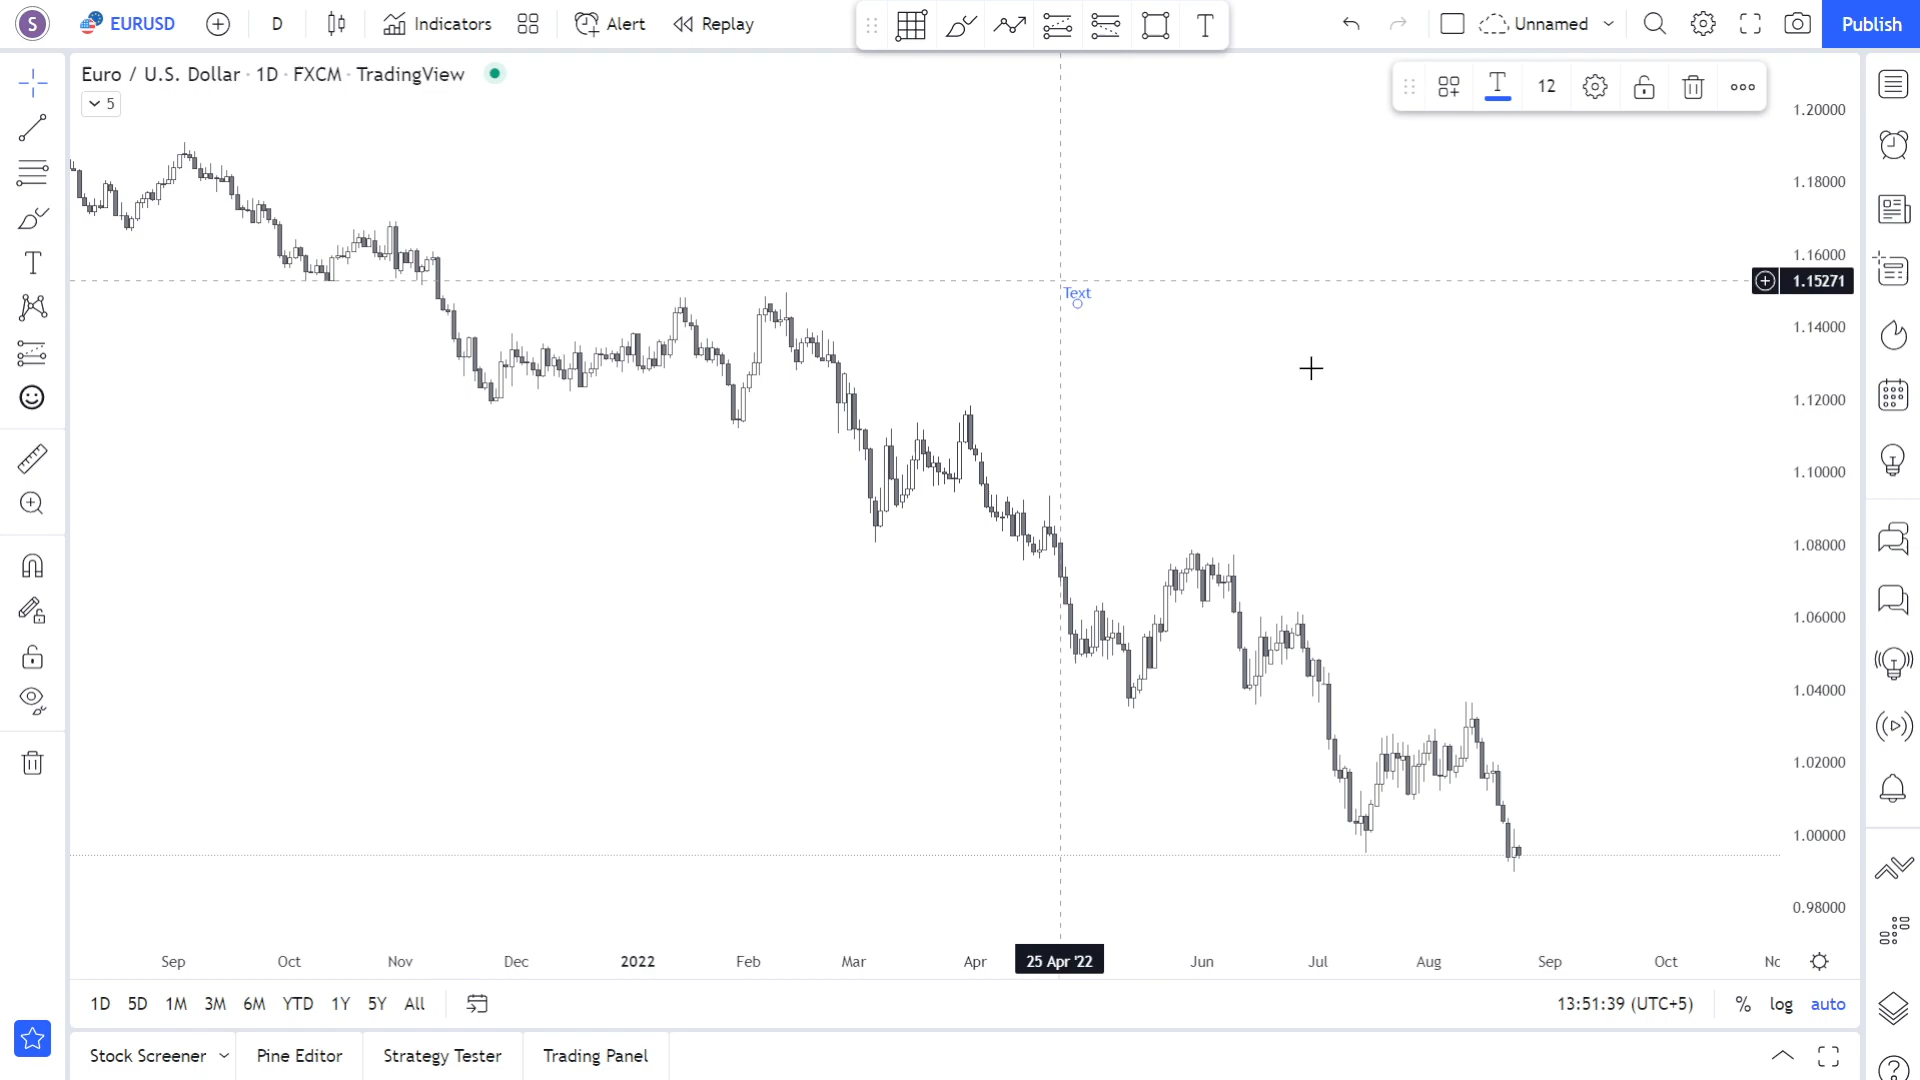 S EURUSD D Indicators Alert Replay T Unnamed Publish
Euro / U.S. Dollar · 1D · FXCM · TradingView
5
T 12
1.20000
1.18000
1.16000
1.15271
Text
1.14000
1.12000
1.10000
1.08000
1.06000
1.04000
1.02000
1.00000
0.98000
Sep Oct Nov Dec 2022 Feb Mar Apr 25 Apr '22 Jun Jul Aug Sep Oct Nc
1D 5D 1M 3M 6M YTD 1Y 5Y All 13:51:39 (UTC+5) % log auto
Stock Screener Pine Editor Strategy Tester Trading Panel